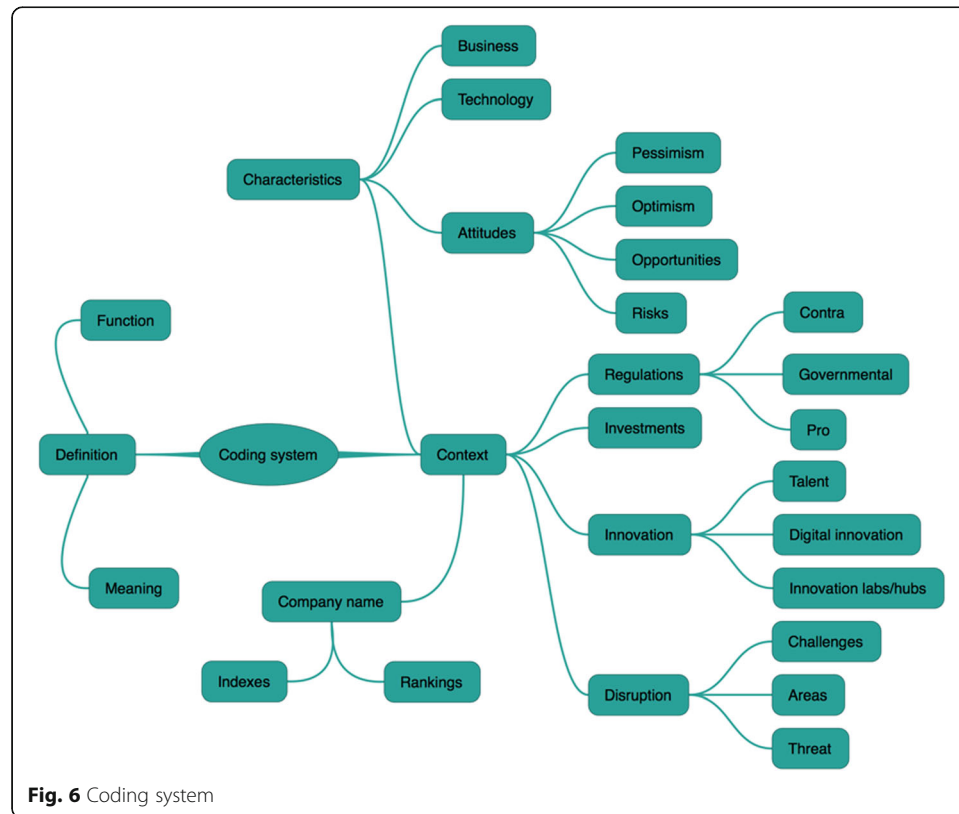 Business
Technology
Characteristics
Attitudes
Pessimism
Optimism
Opportunities
Risks
Function
Definition
Meaning
Coding system
Context
Company name
Indexes
Rankings
Regulations
Contra
Governmental
Pro
Investments
Innovation
Talent
Digital innovation
Innovation labs/hubs
Disruption
Challenges
Areas
Threat
Fig. 6 Coding system